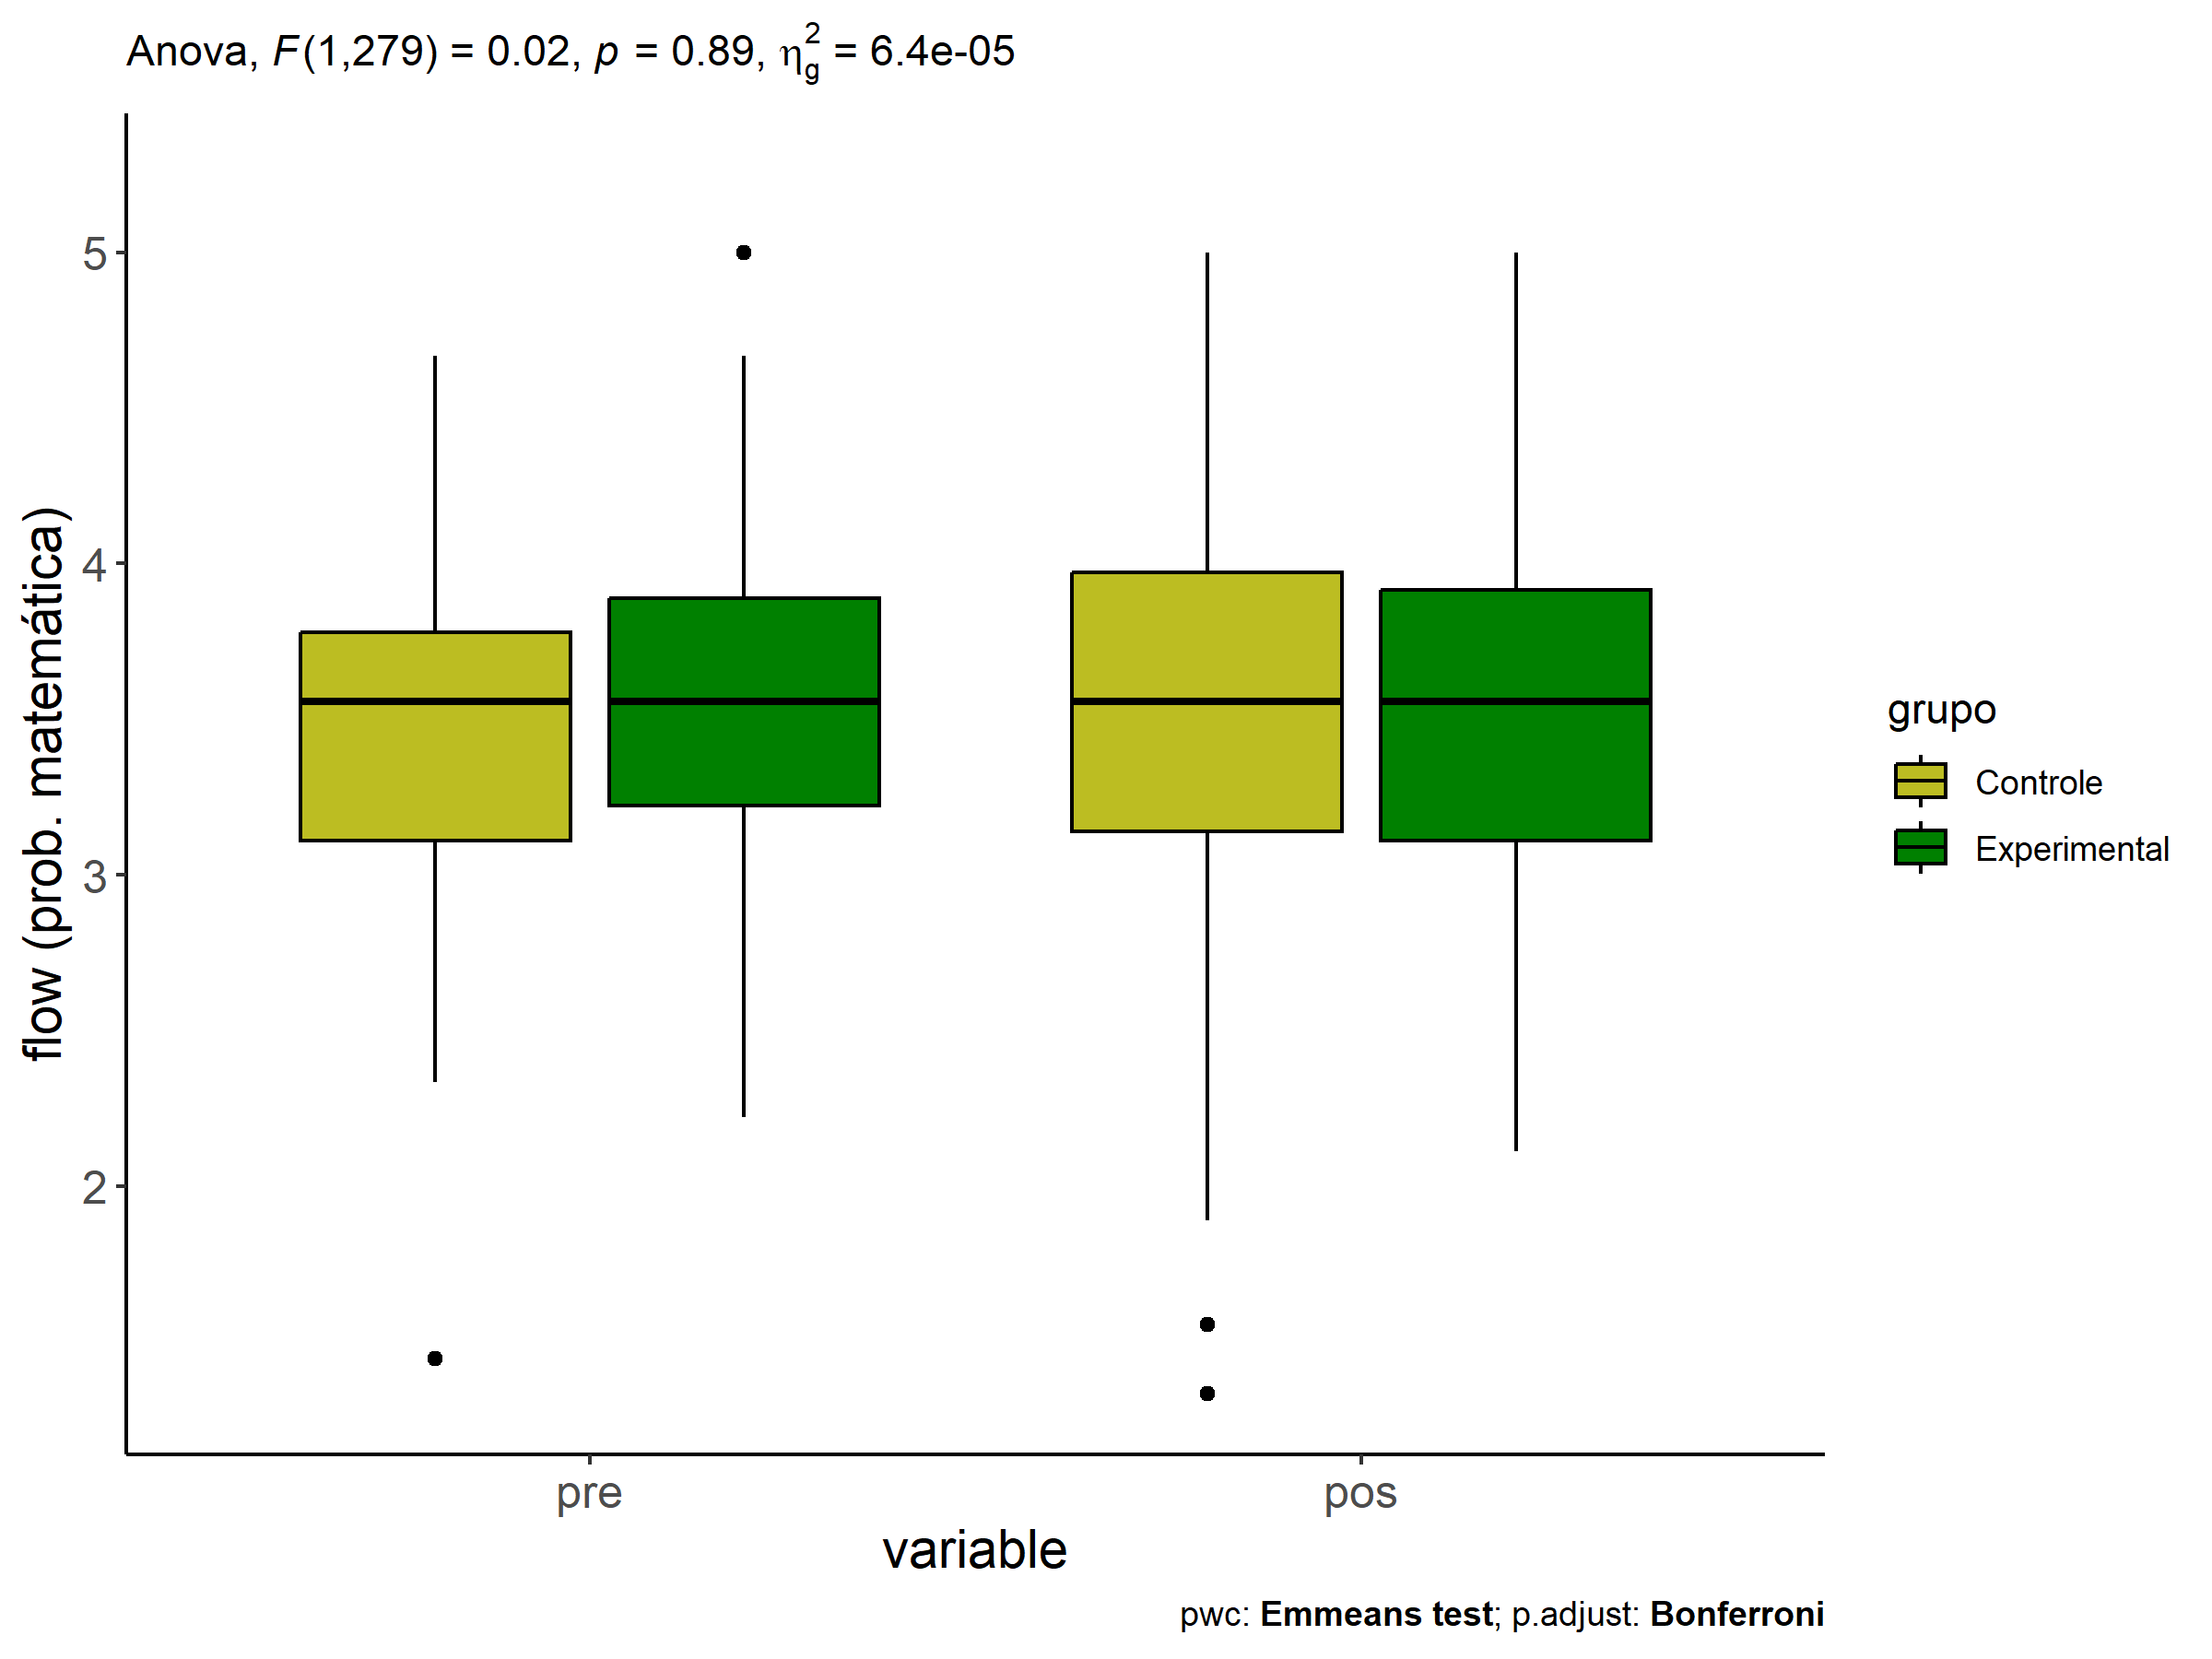 Anova, F(1,279) = 0.02, p = 0.89, η²g = 6.4e-05
flow (prob. matemática)
5
4
3
2
pre
pos
variable
grupo
Controle
Experimental
pwc: Emmeans test; p.adjust: Bonferroni